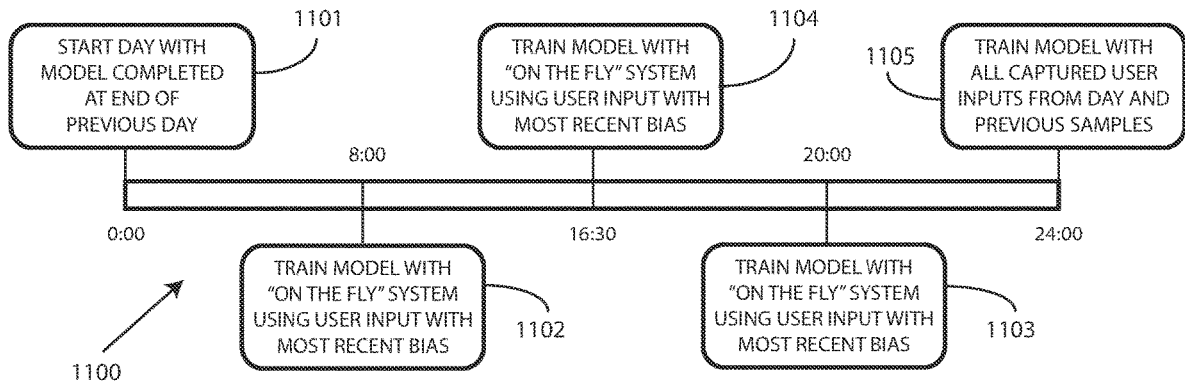 1101
START DAY WITH
MODEL COMPLETED
AT END OF
PREVIOUS DAY
1104
TRAIN MODEL WITH
“ON THE FLY” SYSTEM
USING USER INPUT WITH
MOST RECENT BIAS
1105
TRAIN MODEL WITH
ALL CAPTURED USER
INPUTS FROM DAY AND
PREVIOUS SAMPLES
8:00
20:00
0:00
16:30
24:00
TRAIN MODEL WITH
“ON THE FLY” SYSTEM
USING USER INPUT WITH
MOST RECENT BIAS
1102
TRAIN MODEL WITH
“ON THE FLY” SYSTEM
USING USER INPUT WITH
MOST RECENT BIAS
1103
1100